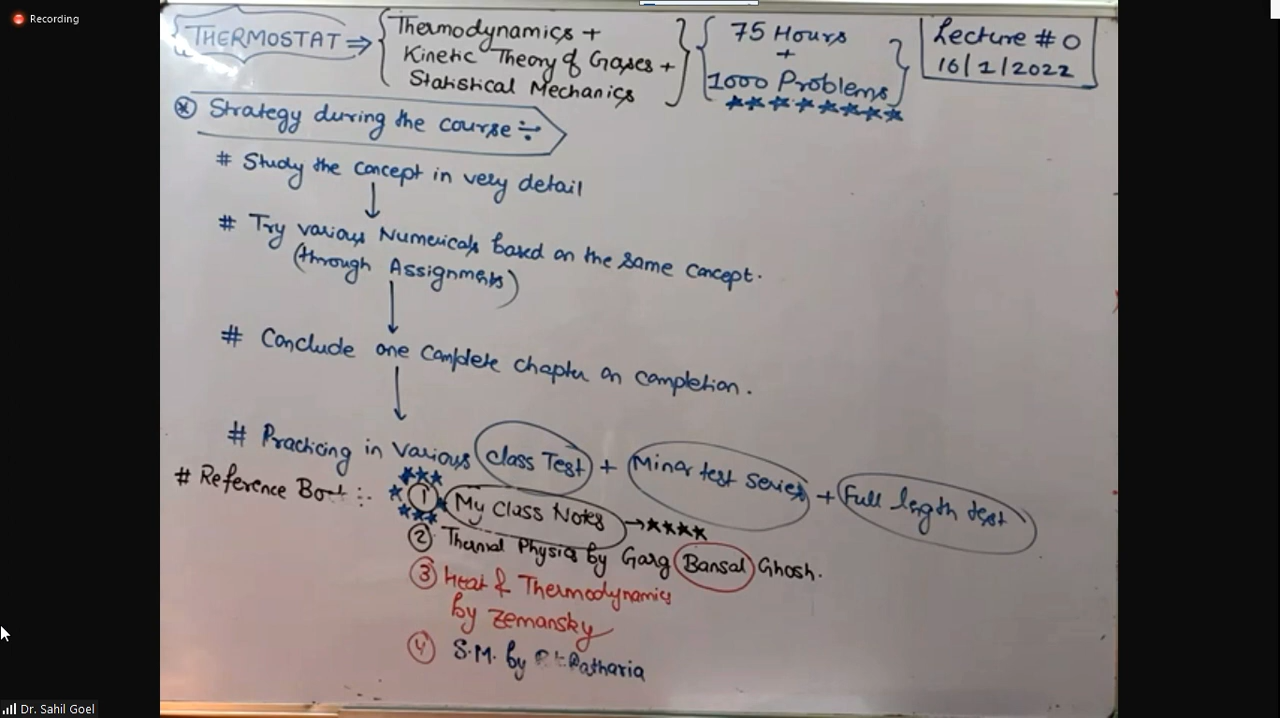 Recording
THERMOSTAT ⇒ { Thermodynamics +
Kinetic Theory of Gases +
Statistical Mechanics }
{ 75 Hours
+
1000 Problems }
★★★★★★★★
Lecture # 0
16/1/2022
⊛ Strategy during the course :-
# Study the concept in very detail
↓
# Try various Numericals based on the same concept.
(through Assignments)
↓
# Conclude one complete chapter on completion.
↓
# Practicing in Various Class Test + Minor test series + Full length test
# Reference :-
① My Class Notes → ★★★★
② Thermal Physics by Garg Bansal Ghosh.
③ Heat & Thermodynamics
by Zemansky
④ S.M. by Patharia
Dr. Sahil Goel